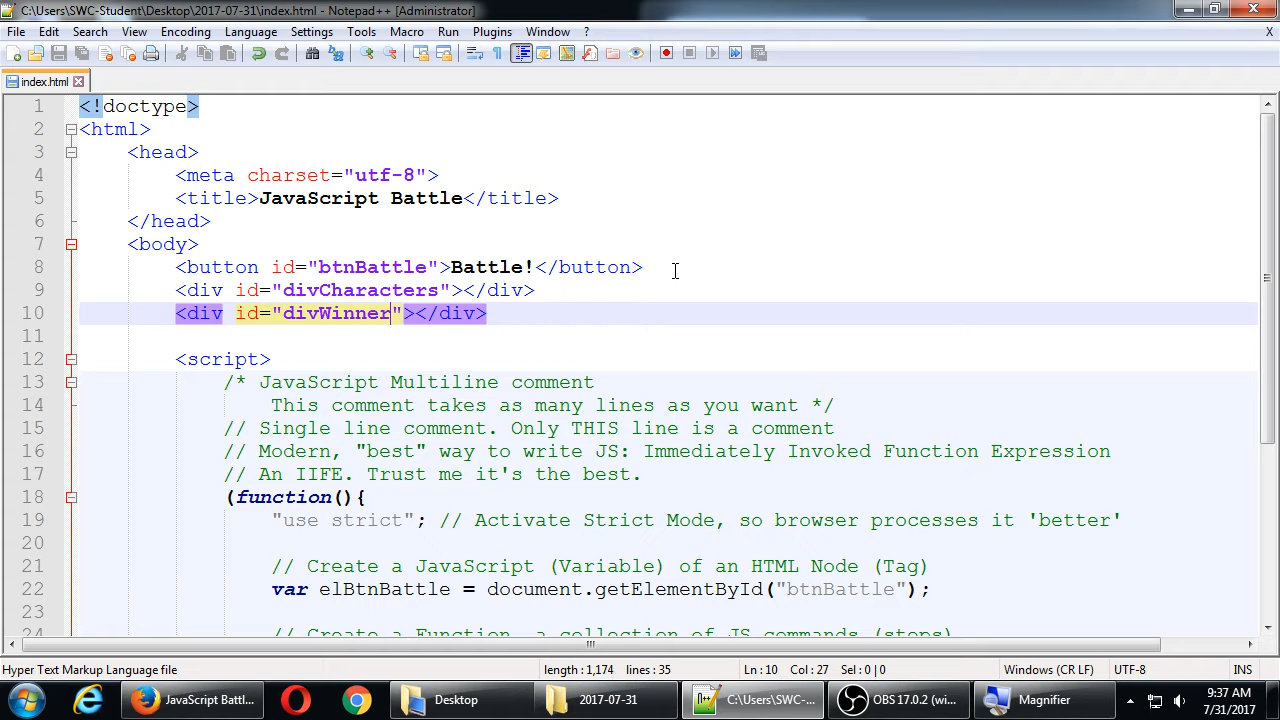 C:\Users\SWC-Student\Desktop\2017-07-31\index.html - Notepad++ [Administrator]
File Edit Search View Encoding Language Settings Tools Macro Run Plugins Window ? X
index.html
1 <!doctype>
2 <html>
3 <head>
4 <meta charset="utf-8">
5 <title>JavaScript Battle</title>
6 </head>
7 <body>
8 <button id="btnBattle">Battle!</button>
9 <div id="divCharacters"></div>
10 <div id="divWinner"></div>
11
12 <script>
13 /* JavaScript Multiline comment
14 This comment takes as many lines as you want */
15 // Single line comment. Only THIS line is a comment
16 // Modern, "best" way to write JS: Immediately Invoked Function Expression
17 // An IIFE. Trust me it's the best.
18 (function(){
19 "use strict"; // Activate Strict Mode, so browser processes it 'better'
20
21 // Create a JavaScript (Variable) of an HTML Node (Tag)
22 var elBtnBattle = document.getElementById("btnBattle");
23
24 // Create a Function, a collection of JS commands (steps)
Hyper Text Markup Language file length : 1,174 lines : 35 Ln : 10 Col : 27 Sel : 0 | 0 Windows (CR LF) UTF-8 INS
JavaScript Battl... Desktop 2017-07-31 C:\Users\SWC-... OBS 17.0.2 (wi... Magnifier 9:37 AM
7/31/2017